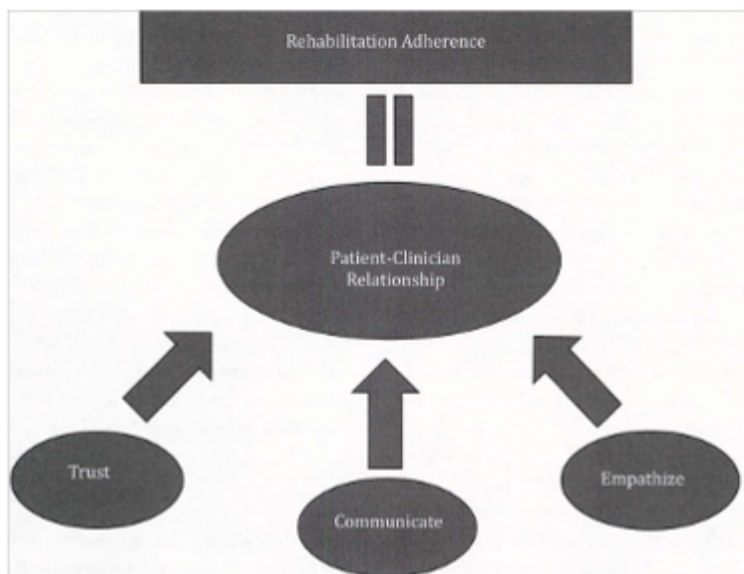 Rehabilitation Adherence
Patient-Clinician
Relationship
Trust
Communicate
Empathize